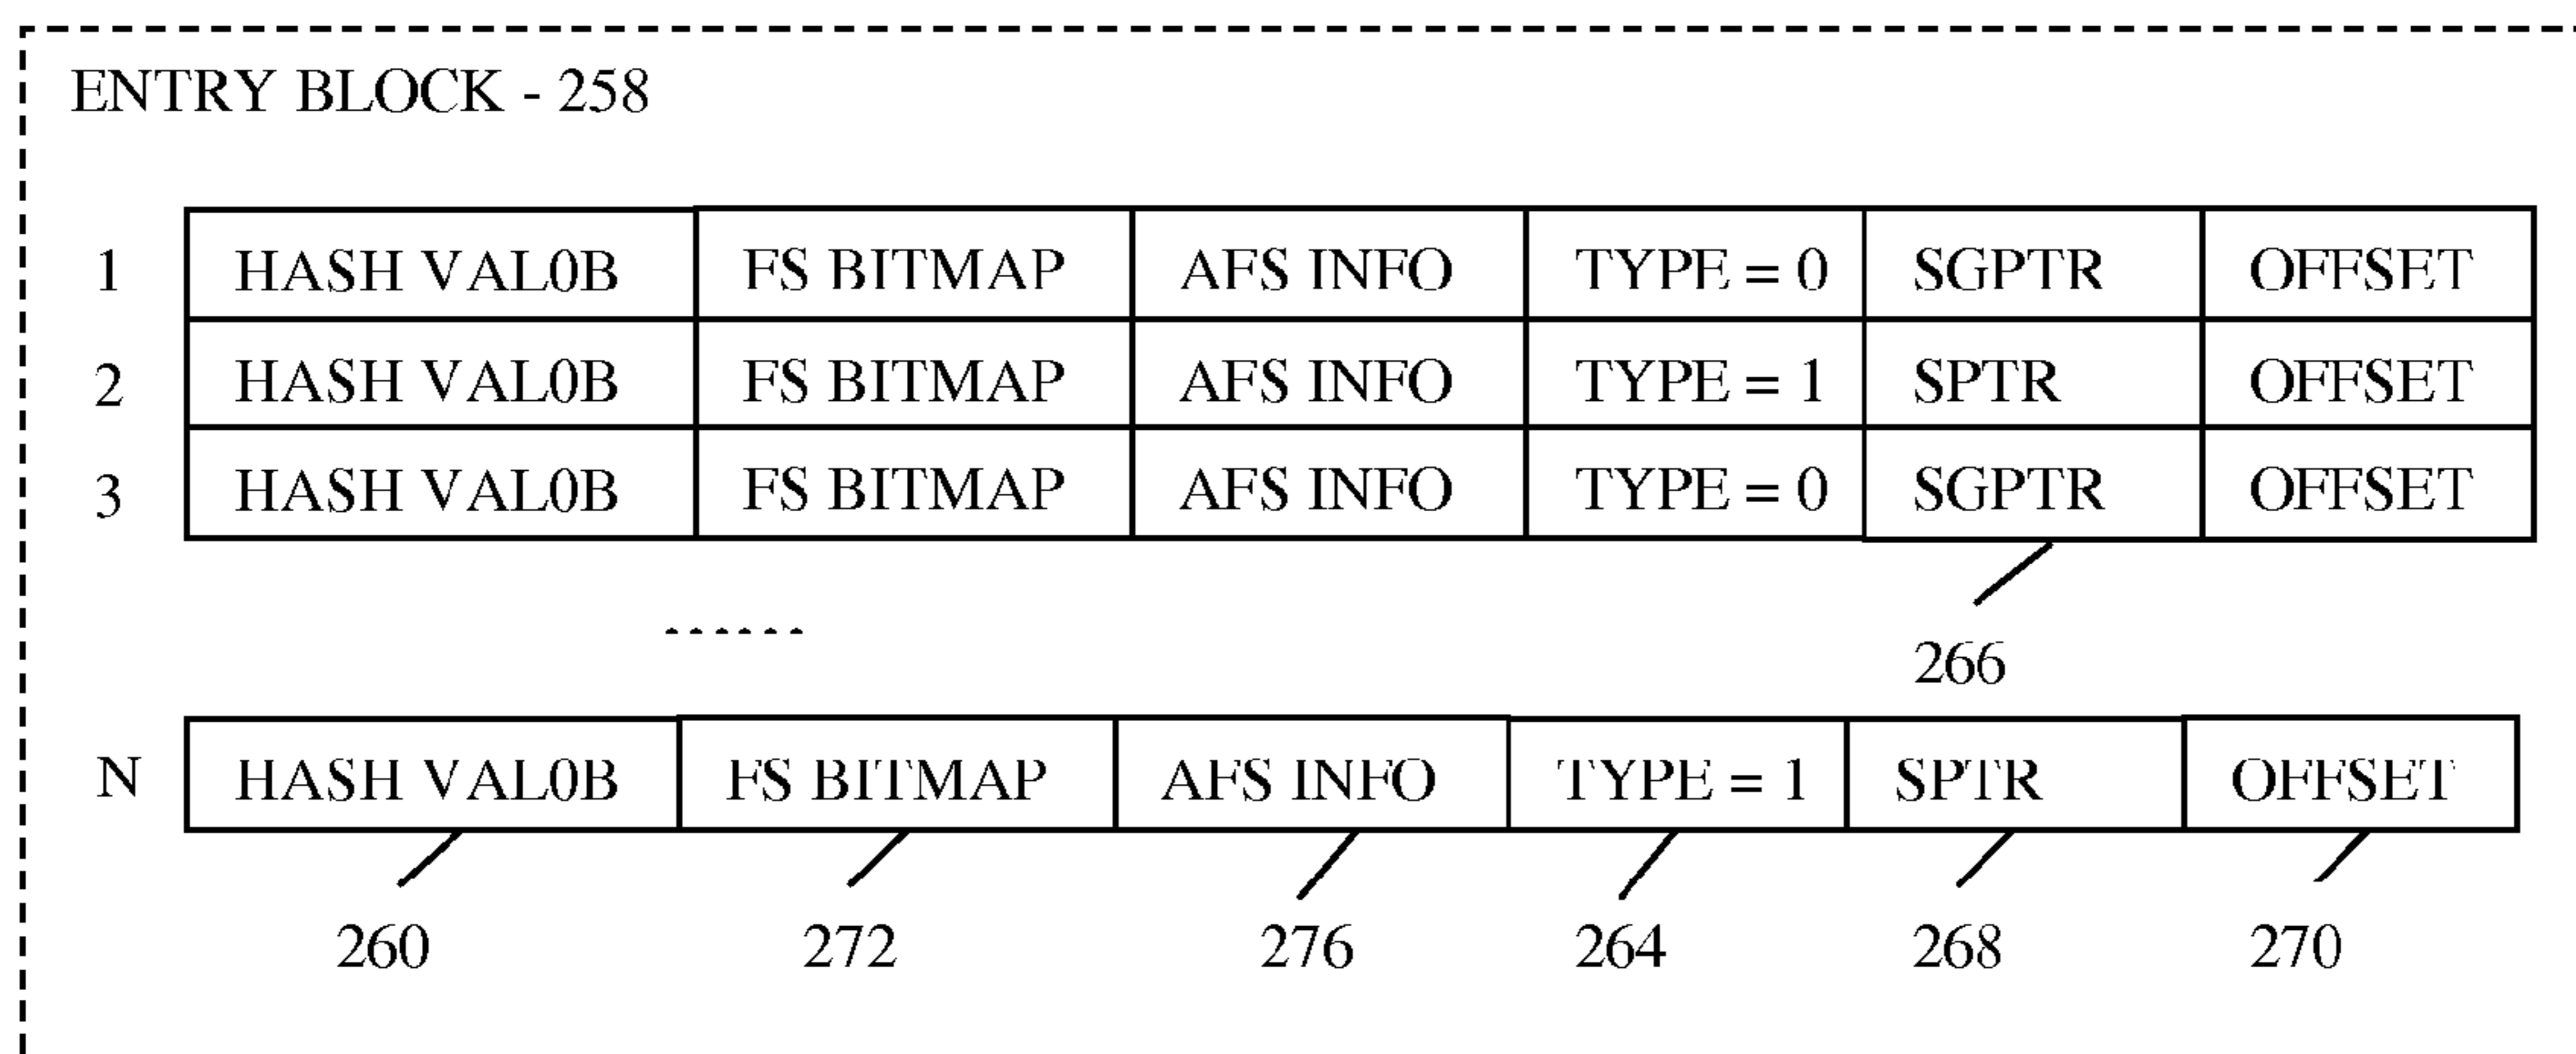 ENTRY BLOCK - 258
1 HASH VAL0B FS BITMAP AFS INFO TYPE = 0 SGPTR OFFSET
2 HASH VAL0B FS BITMAP AFS INFO TYPE = 1 SPTR OFFSET
3 HASH VAL0B FS BITMAP AFS INFO TYPE = 0 SGPTR OFFSET
......
266
N HASH VAL0B FS BITMAP AFS INFO TYPE = 1 SPTR OFFSET
260 272 276 264 268 270